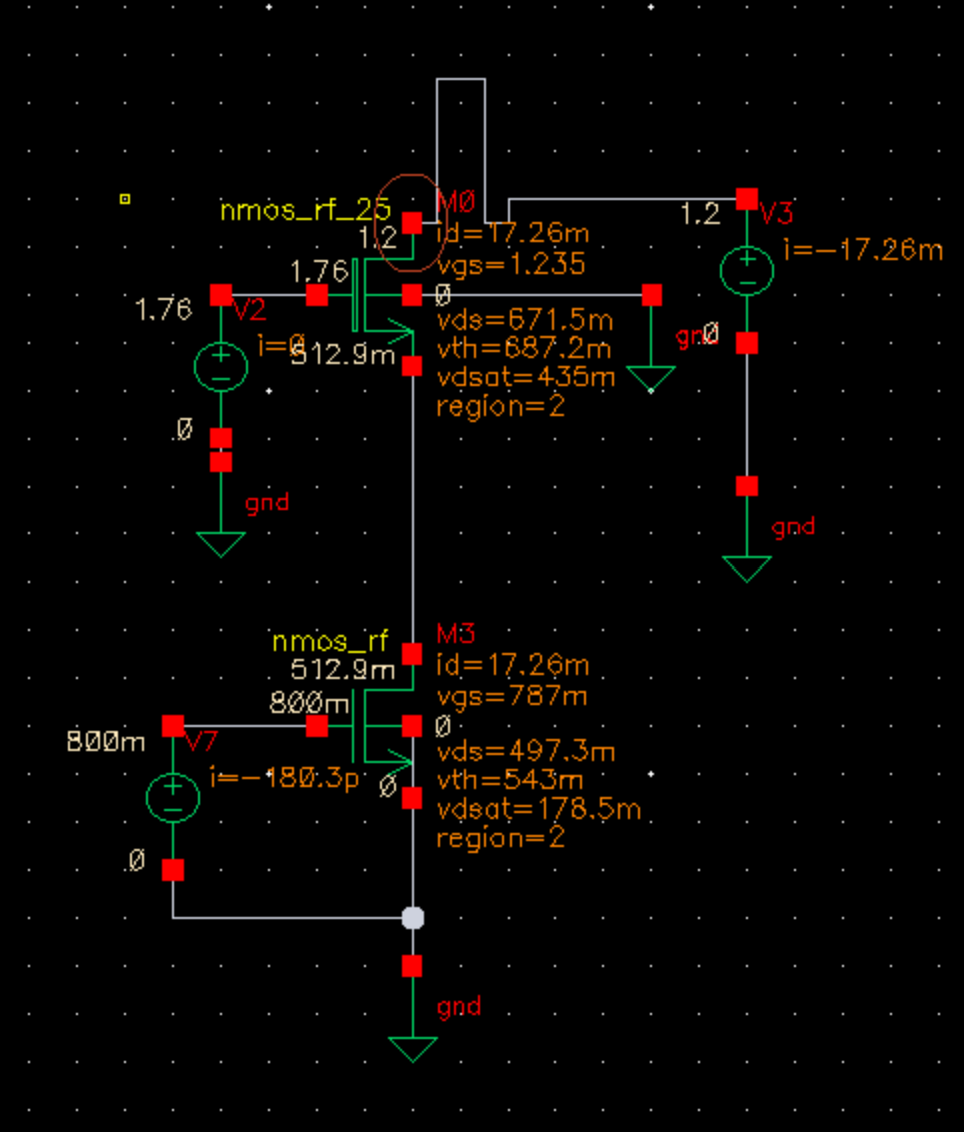 nmos_rf_25
M0
1.2
id=17.26m
1.76
vgs=1.235
0
vds=671.5m
vth=687.2m
512.9m
vdsat=435m
region=2
1.2
V3
i=-17.26m
gnd
0
gnd
1.76
V2
i=0
0
gnd
nmos_rf
M3
512.9m
id=17.26m
800m
vgs=787m
0
vds=497.3m
vth=543m
0
vdsat=178.5m
region=2
800m
V7
i=-180.3p
0
gnd